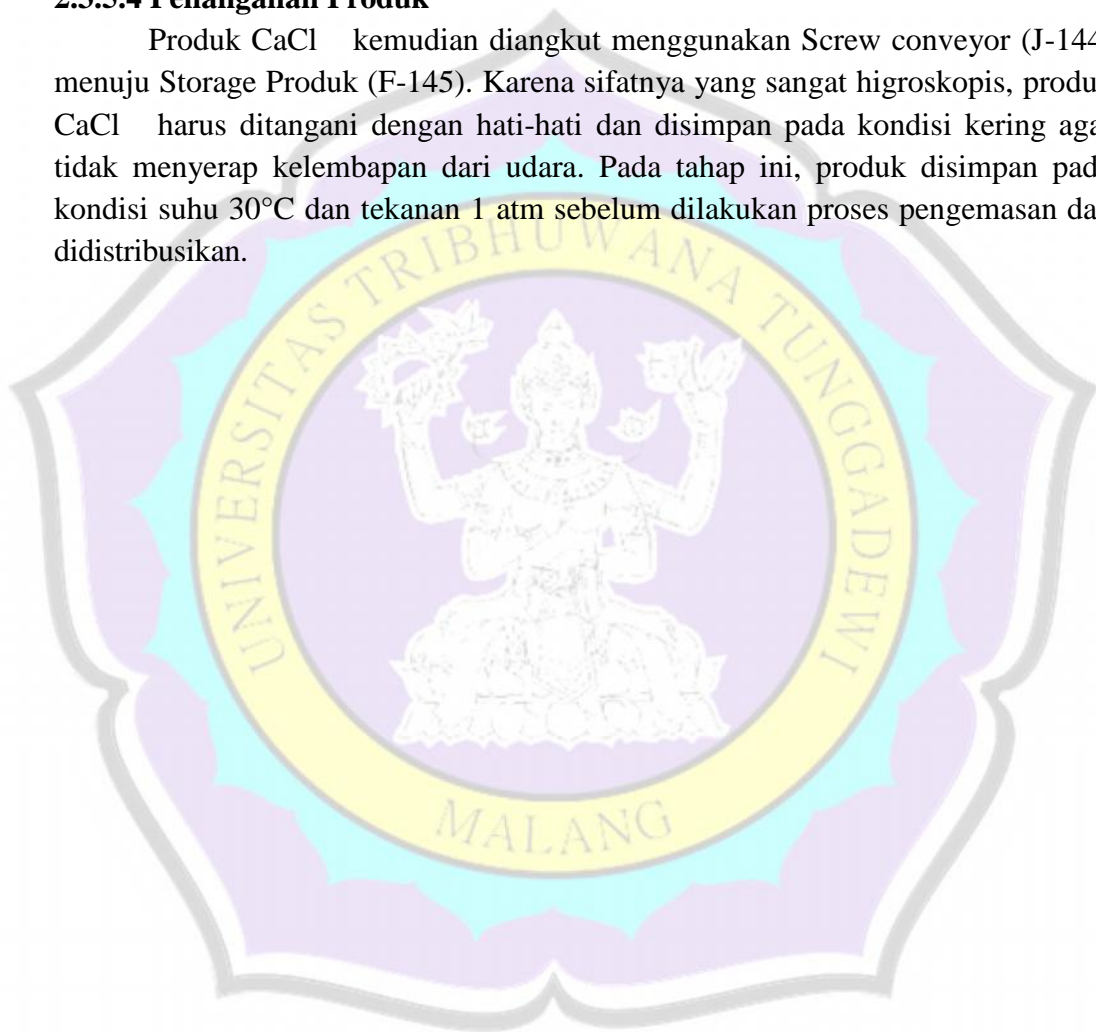 2.3.3.4 Penanganan Produk
Produk CaCl kemudian diangkut menggunakan Screw conveyor (J-144
menuju Storage Produk (F-145). Karena sifatnya yang sangat higroskopis, produ
CaCl harus ditangani dengan hati-hati dan disimpan pada kondisi kering aga
tidak menyerap kelembapan dari udara. Pada tahap ini, produk disimpan pad
kondisi suhu 30°C dan tekanan 1 atm sebelum dilakukan proses pengemasan da
didistribusikan.
UNIVERSITAS TRIBHUWANA TUNGGADEWI
MALANG